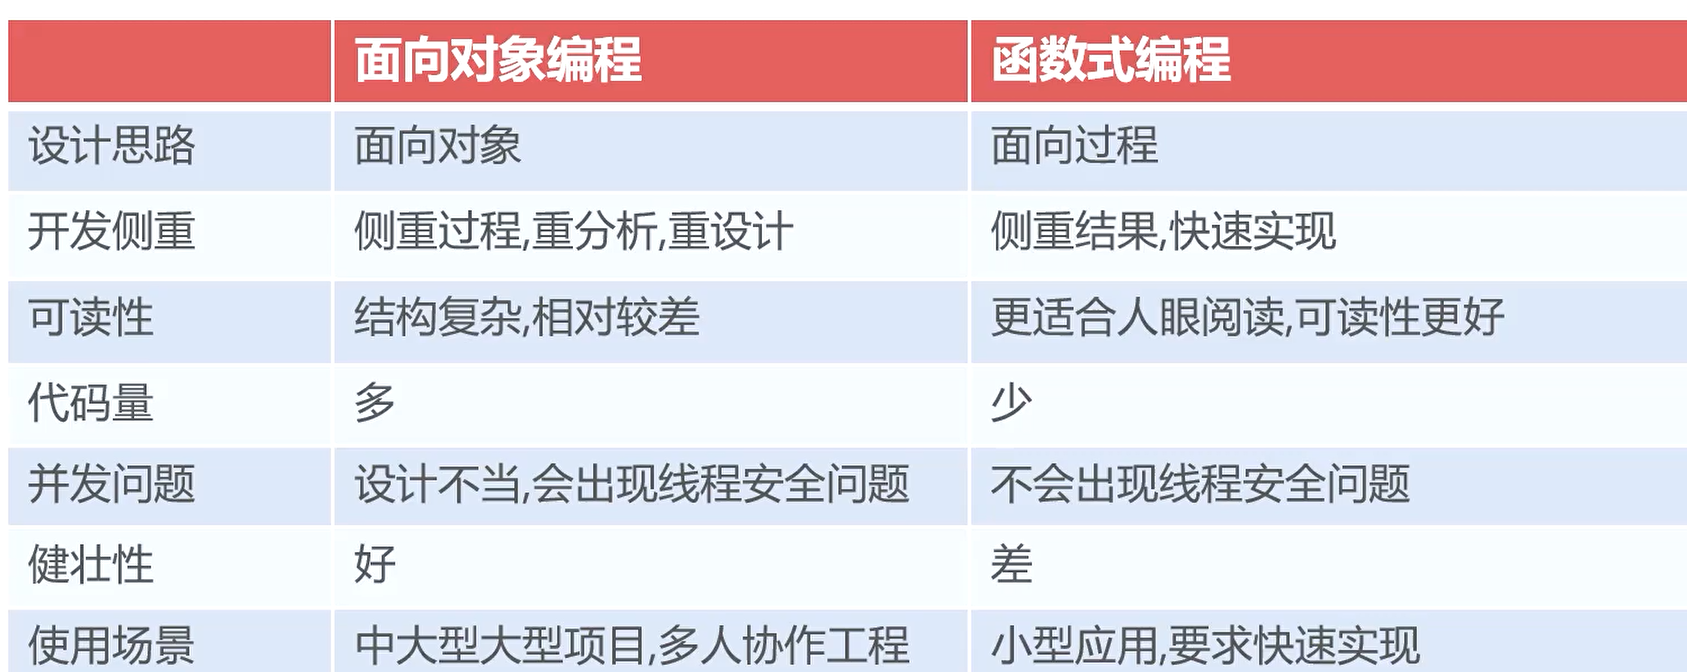 面向对象编程 函数式编程
设计思路 面向对象 面向过程
开发侧重 侧重过程,重分析,重设计 侧重结果,快速实现
可读性 结构复杂,相对较差 更适合人眼阅读,可读性更好
代码量 多 少
并发问题 设计不当,会出现线程安全问题 不会出现线程安全问题
健壮性 好 差
使用场景 中大型大型项目,多人协作工程 小型应用,要求快速实现